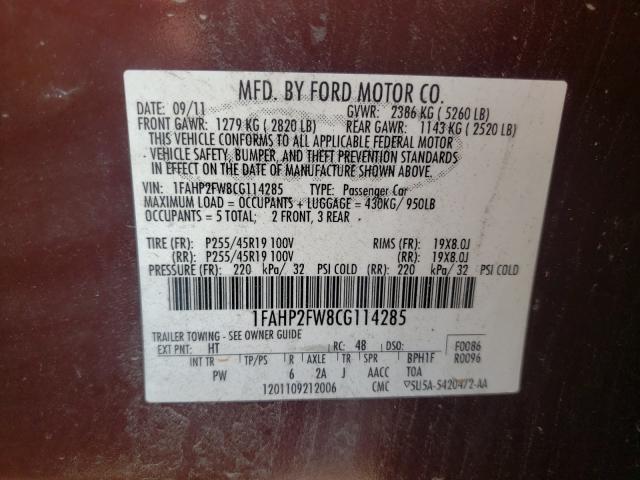 MFD. BY FORD MOTOR CO.
DATE: 09/11 GVWR: 2386 KG ( 5260 LB)
FRONT GAWR: 1279 KG ( 2820 LB) REAR GAWR: 1143 KG ( 2520 LB)
THIS VEHICLE CONFORMS TO ALL APPLICABLE FEDERAL MOTOR
VEHICLE SAFETY, BUMPER, AND THEFT PREVENTION STANDARDS
IN EFFECT ON THE DATE OF MANUFACTURE SHOWN ABOVE.
VIN: 1FAHP2FW8CG114285 TYPE: Passenger Car
MAXIMUM LOAD = OCCUPANTS + LUGGAGE = 430KG/ 950LB
OCCUPANTS = 5 TOTAL; 2 FRONT, 3 REAR
TIRE (FR): P255/45R19 100V RIMS (FR): 19X8.0J
(RR): P255/45R19 100V (RR): 19X8.0J
PRESSURE (FR): 220 kPa/ 32 PSI COLD (RR): 220 kPa/ 32 PSI COLD
1FAHP2FW8CG114285
TRAILER TOWING - SEE OWNER GUIDE
EXT PNT: HT RC: 48 DSO: F0086
INT TR TP/PS R AXLE TR SPR BPH1F R0096
PW 6 2A J AACC TOA
1201109212006 CMC ▽5U5A-5420472-AA